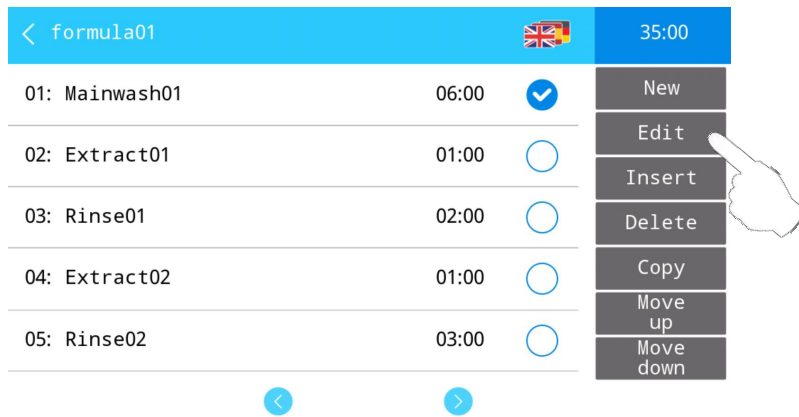 formula01
35:00
01: Mainwash01 06:00
02: Extract01 01:00
03: Rinse01 02:00
04: Extract02 01:00
05: Rinse02 03:00
New
Edit
Insert
Delete
Copy
Move
up
Move
down